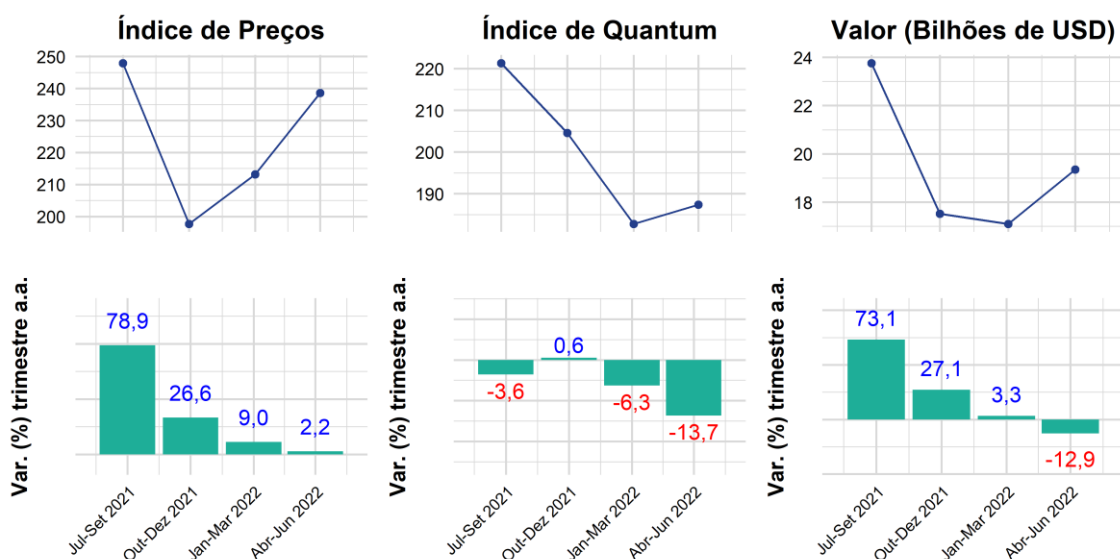 Índice de Preços
250
240
230
220
210
200
Índice de Quantum
220
210
200
190
Valor (Bilhões de USD)
24
22
20
18
Var. (%) trimestre a.a.
78,9
26,6
9,0
2,2
Jul-Set 2021
Out-Dez 2021
Jan-Mar 2022
Abr-Jun 2022
Var. (%) trimestre a.a.
-3,6
0,6
-6,3
-13,7
Jul-Set 2021
Out-Dez 2021
Jan-Mar 2022
Abr-Jun 2022
Var. (%) trimestre a.a.
73,1
27,1
3,3
-12,9
Jul-Set 2021
Out-Dez 2021
Jan-Mar 2022
Abr-Jun 2022